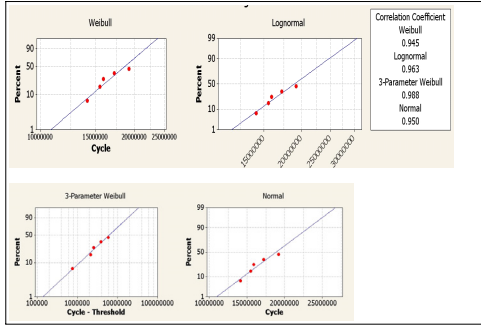 Weibull
Percent
90
50
10
1
10000000
15000000
20000000
25000000
Cycle
Lognormal
Percent
99
90
50
10
1
15000000
20000000
25000000
30000000
Correlation Coefficient
Weibull
0.945
Lognormal
0.963
3-Parameter Weibull
0.988
Normal
0.950
3-Parameter Weibull
Percent
90
50
10
1
100000
1000000
10000000
100000000
Cycle - Threshold
Normal
Percent
99
90
50
10
1
10000000
15000000
20000000
25000000